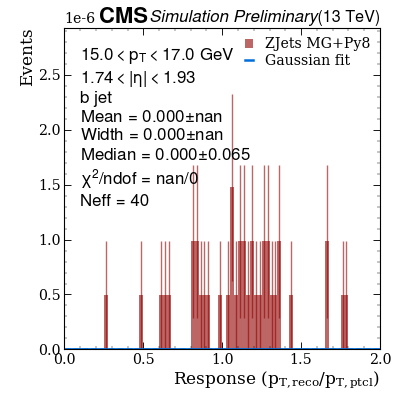 1e-6 CMS Simulation Preliminary (13 TeV)
Events
15.0 < p_T < 17.0 GeV
1.74 < |η| < 1.93
b jet
Mean = 0.000±nan
Width = 0.000±nan
Median = 0.000±0.065
χ²/ndof = nan/0
Neff = 40
ZJets MG+Py8
Gaussian fit
2.5
2.0
1.5
1.0
0.5
0.0
0.0 0.5 1.0 1.5 2.0
Response (p_T,reco/p_T,ptcl)